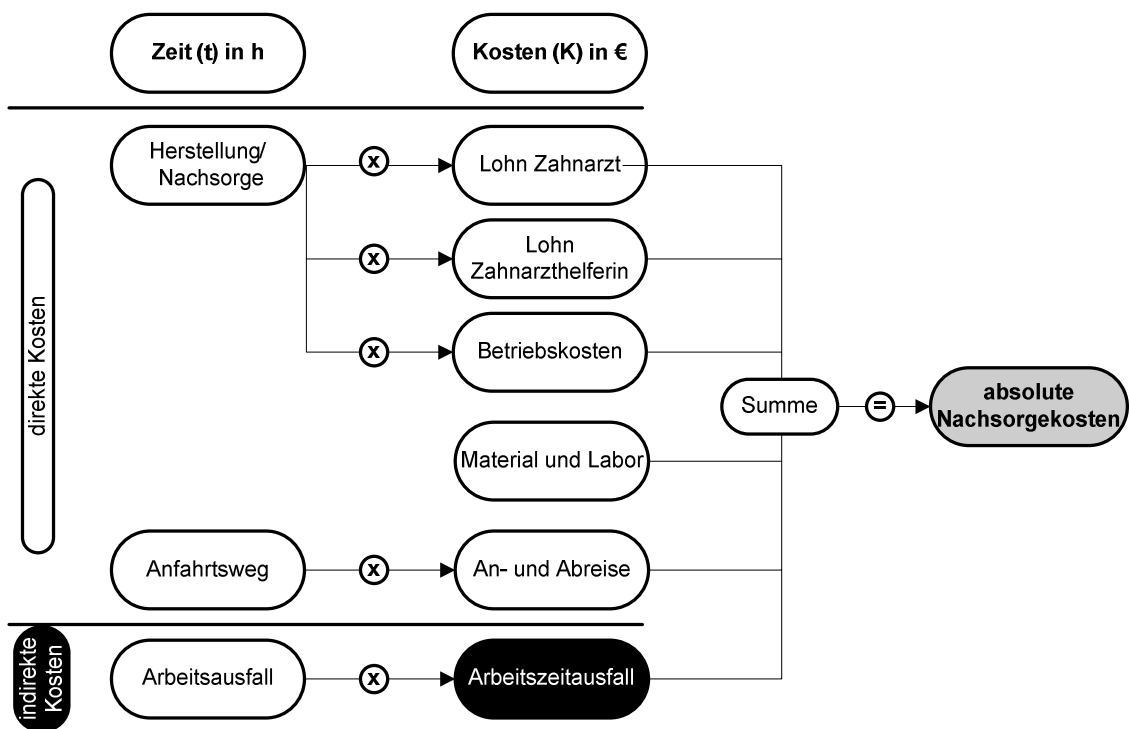 Zeit (t) in h
Kosten (K) in €
direkte Kosten
Herstellung/
Nachsorge
x
Lohn Zahnarzt
x
Lohn
Zahnarzthelferin
x
Betriebskosten
Summe
=
absolute
Nachsorgekosten
Material und Labor
Anfahrtsweg
x
An- und Abreise
indirekte
Kosten
Arbeitsausfall
x
Arbeitszeitausfall